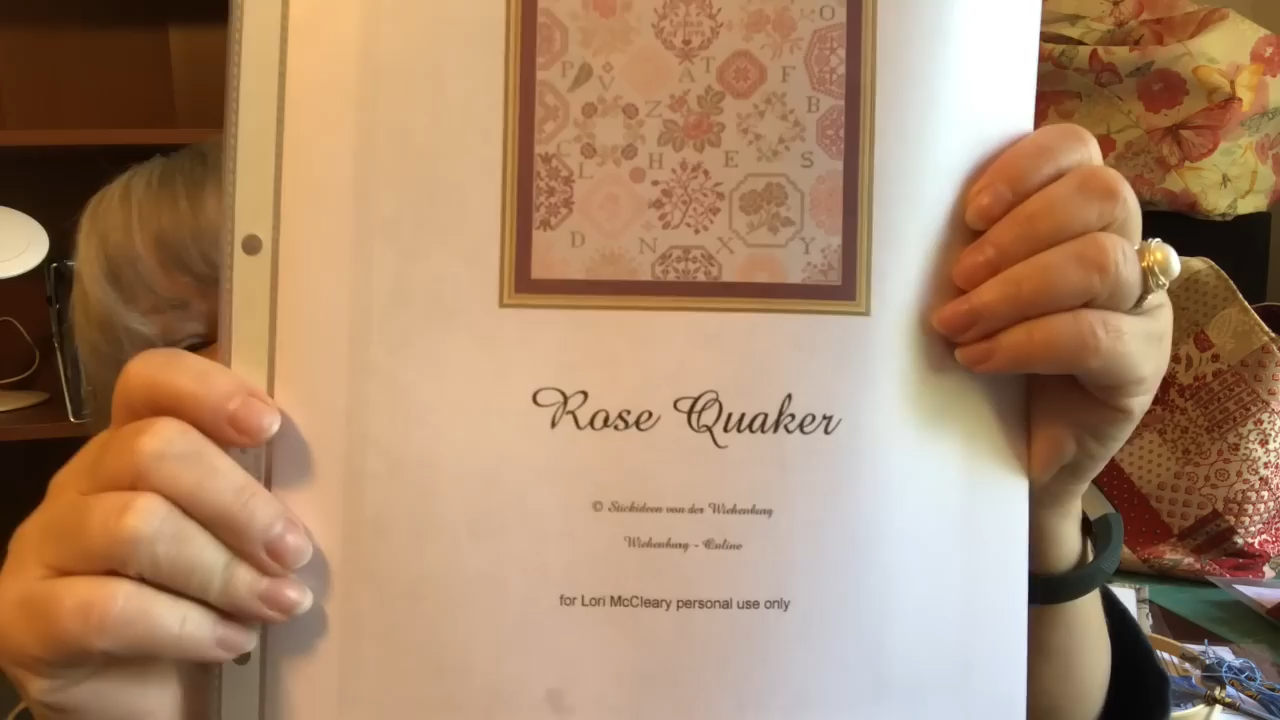 O
P V A T F
Z B
L H E S
D N X Y
Rose Quaker
© Stickideen von der Wiehenburg
Wiehenburg - Online
for Lori McCleary personal use only